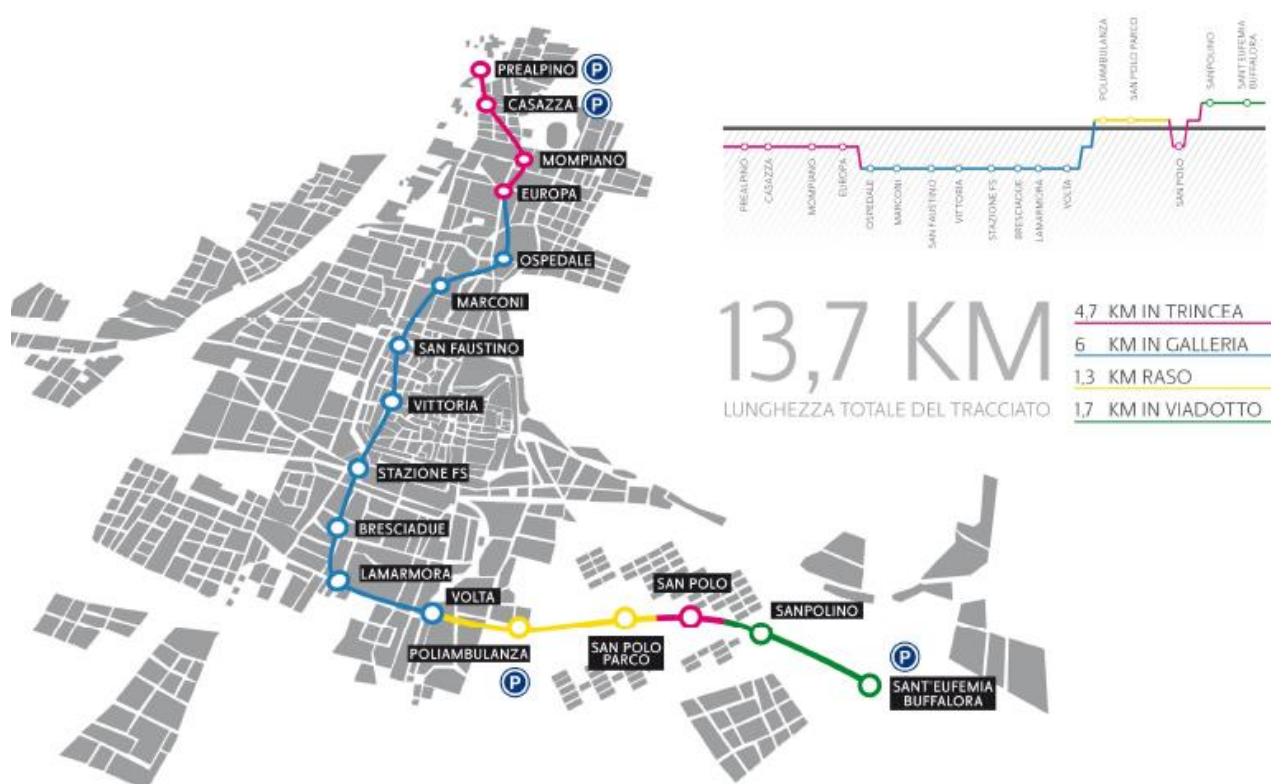 PREALPINO P
CASAZZA P
MOMPIANO
EUROPA
OSPEDALE
MARCONI
SAN FAUSTINO
VITTORIA
STAZIONE FS
BRESCIADUE
LAMARMORA
VOLTA
POLIAMBULANZA
P
SAN POLO
PARCO
SAN POLO
SANPOLINO
P
SANT'EUFEMIA
BUFFALORA
PREALPINO
CASAZZA
MOMPIANO
EUROPA
OSPEDALE
MARCONI
SAN FAUSTINO
VITTORIA
STAZIONE FS
BRESCIADUE
LAMARMORA
VOLTA
POLIAMBULANZA
SAN POLO PARCO
SAN POLO
SANPOLINO
SANT'EUFEMIA
BUFFALORA
13,7 KM
LUNGHEZZA TOTALE DEL TRACCIATO
4,7 KM IN TRINCEA
6 KM IN GALLERIA
1,3 KM RASO
1,7 KM IN VIADOTTO